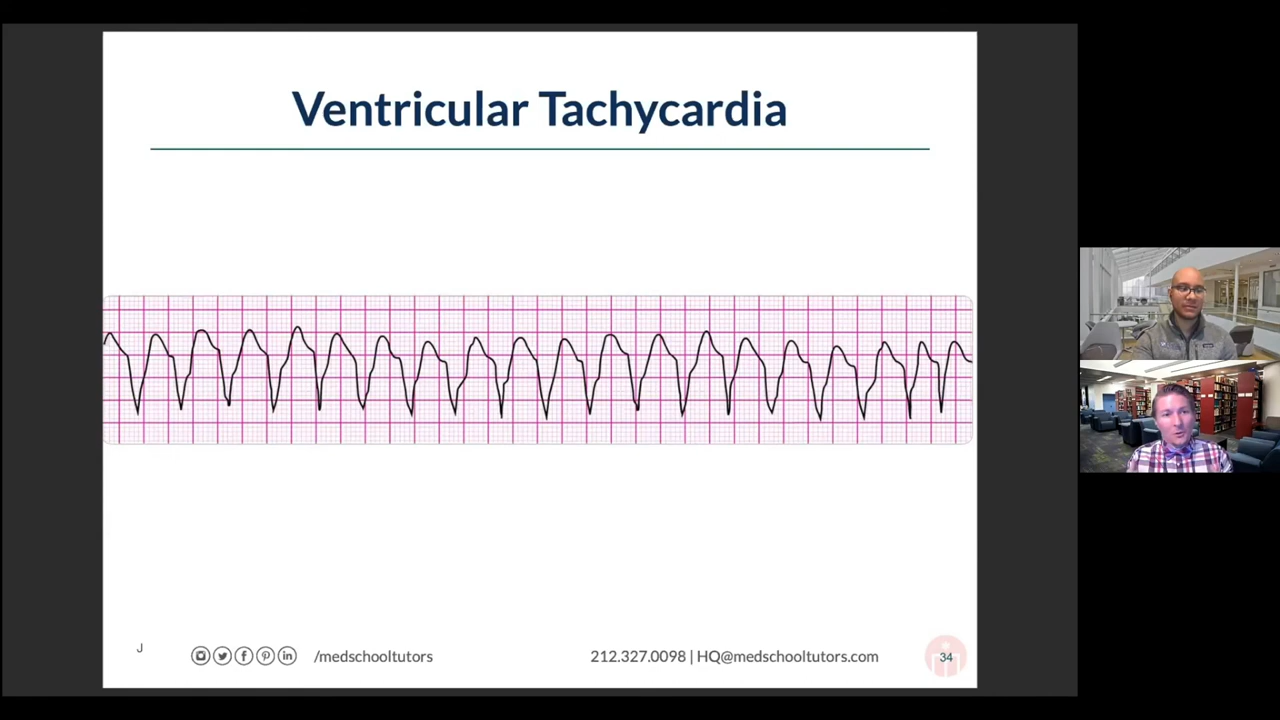 Ventricular Tachycardia
J
/medschooltutors
212.327.0098 | HQ@medschooltutors.com
34